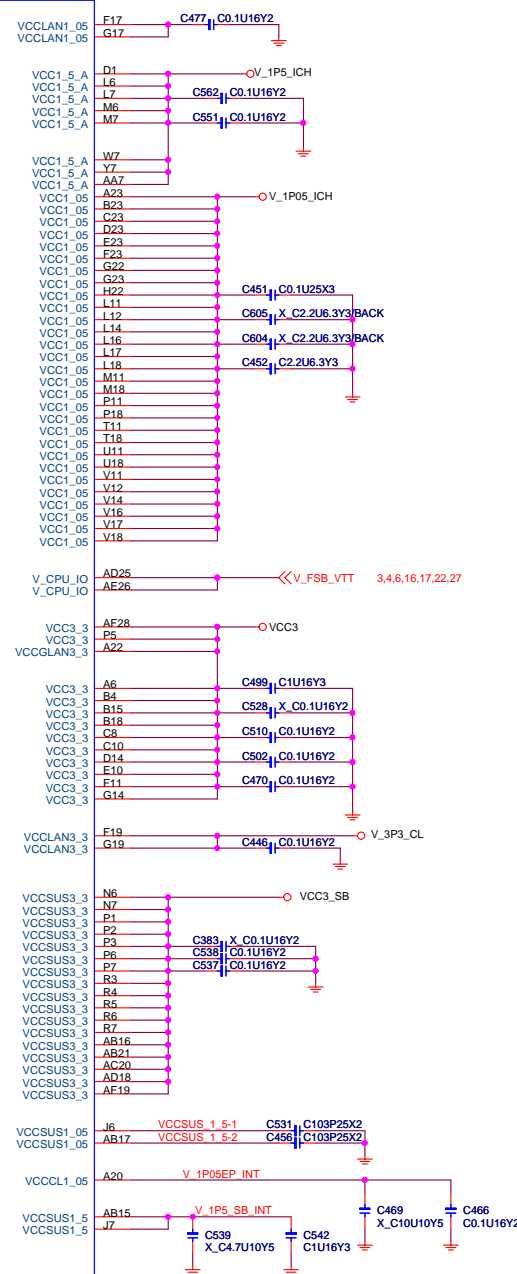 VCCLAN1_05 F17 C477 C0.1U16Y2
VCCLAN1_05 G17
VCC1_5_A D1 V_1P5_ICH
VCC1_5_A L6
VCC1_5_A L7 C562 C0.1U16Y2
VCC1_5_A M6
VCC1_5_A M7 C551 C0.1U16Y2
VCC1_5_A W7
VCC1_5_A Y7
VCC1_5_A AA7
VCC1_05 A23 V_1P05_ICH
VCC1_05 B23
VCC1_05 C23
VCC1_05 D23
VCC1_05 E23
VCC1_05 F23
VCC1_05 G22
VCC1_05 G23
VCC1_05 H22 C451 C0.1U25X3
VCC1_05 L11
VCC1_05 L12 C605 X_C2.2U6.3Y3/BACK
VCC1_05 L14
VCC1_05 L16 C604 X_C2.2U6.3Y3/BACK
VCC1_05 L17
VCC1_05 L18 C452 C2.2U6.3Y3
VCC1_05 M11
VCC1_05 M18
VCC1_05 P11
VCC1_05 P18
VCC1_05 T11
VCC1_05 T18
VCC1_05 U11
VCC1_05 U18
VCC1_05 V11
VCC1_05 V12
VCC1_05 V14
VCC1_05 V16
VCC1_05 V17
VCC1_05 V18
V_CPU_IO AD25 V_FSB_VTT 3,4,6,16,17,22,27
V_CPU_IO AE26
VCC3_3 AF28 VCC3
VCC3_3 P5
VCCGLAN3_3 A22
VCC3_3 A6 C499 C1U16Y3
VCC3_3 B4
VCC3_3 B15 C528 X_C0.1U16Y2
VCC3_3 B18
VCC3_3 C8 C510 C0.1U16Y2
VCC3_3 C10
VCC3_3 D14 C502 C0.1U16Y2
VCC3_3 E10
VCC3_3 F11 C470 C0.1U16Y2
VCC3_3 G14
VCCLAN3_3 F19 V_3P3_CL
VCCLAN3_3 G19 C446 C0.1U16Y2
VCCSUS3_3 N6 VCC3_SB
VCCSUS3_3 N7
VCCSUS3_3 P1
VCCSUS3_3 P2
VCCSUS3_3 P3 C383 X_C0.1U16Y2
VCCSUS3_3 P6 C538 C0.1U16Y2
VCCSUS3_3 P7 C537 C0.1U16Y2
VCCSUS3_3 R3
VCCSUS3_3 R4
VCCSUS3_3 R5
VCCSUS3_3 R6
VCCSUS3_3 R7
VCCSUS3_3 AB16
VCCSUS3_3 AB21
VCCSUS3_3 AC20
VCCSUS3_3 AD18
VCCSUS3_3 AF19
VCCSUS1_05 J6 VCCSUS_1_5-1 C531 C103P25X2
VCCSUS1_05 AB17 VCCSUS_1_5-2 C456 C103P25X2
VCCCL1_05 A20 V_1P05EP_INT
C469 C466
X_C10U10Y5 C0.1U16Y2
VCCSUS1_5 AB15 V_1P5_SB_INT
VCCSUS1_5 J7
C539 C542
X_C4.7U10Y5 C1U16Y3